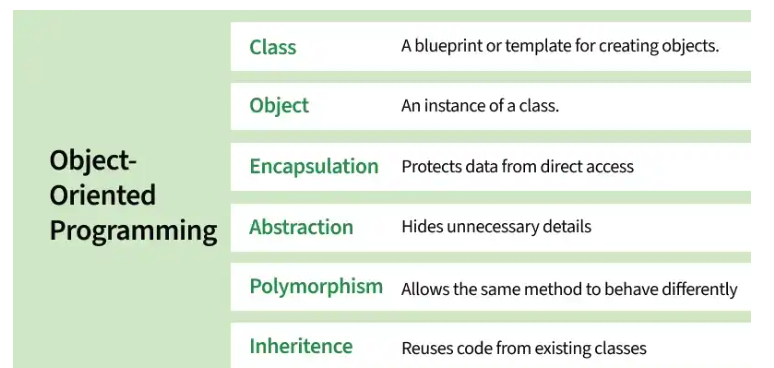 Object-
Oriented
Programming
Class A blueprint or template for creating objects.
Object An instance of a class.
Encapsulation Protects data from direct access
Abstraction Hides unnecessary details
Polymorphism Allows the same method to behave differently
Inheritence Reuses code from existing classes